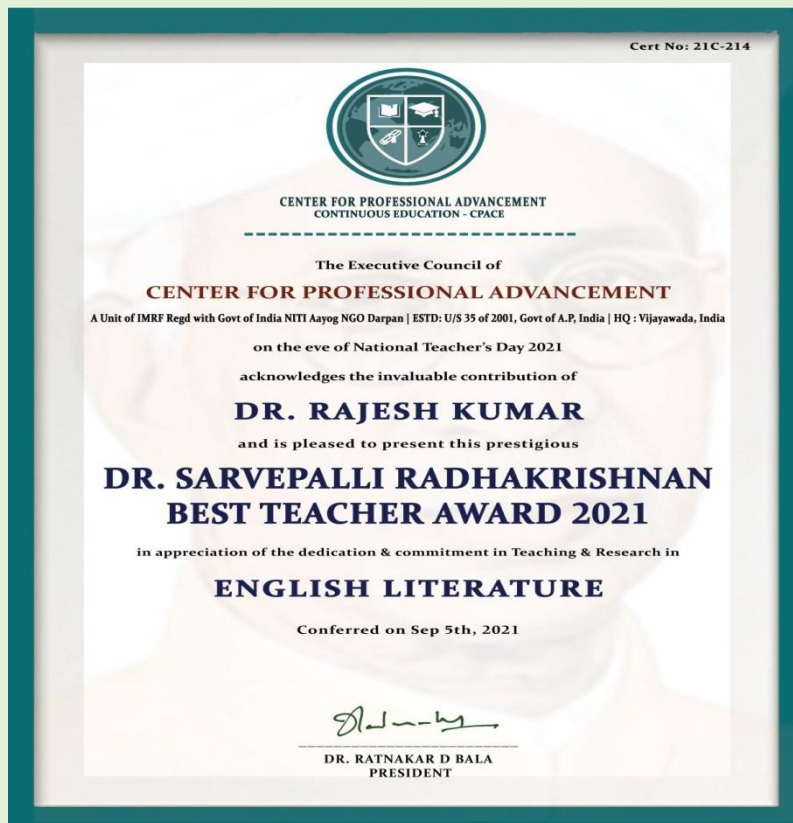 Cert No: 21C-214
CENTER FOR PROFESSIONAL ADVANCEMENT
CONTINUOUS EDUCATION - CPACE
The Executive Council of
CENTER FOR PROFESSIONAL ADVANCEMENT
A Unit of IMRF Regd with Govt of India NITI Aayog NGO Darpan | ESTD: U/S 35 of 2001, Govt of A.P, India | HQ : Vijayawada, India
on the eve of National Teacher's Day 2021
acknowledges the invaluable contribution of
DR. RAJESH KUMAR
and is pleased to present this prestigious
DR. SARVEPALLI RADHAKRISHNAN
BEST TEACHER AWARD 2021
in appreciation of the dedication & commitment in Teaching & Research in
ENGLISH LITERATURE
Conferred on Sep 5th, 2021
DR. RATNAKAR D BALA
PRESIDENT